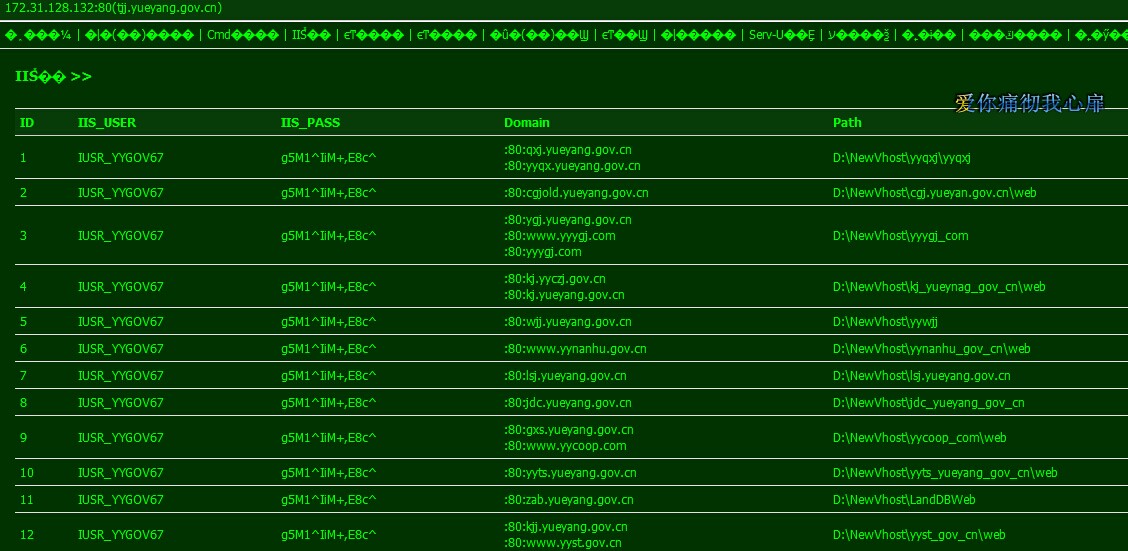 172.31.128.132:80(tjj.yueyang.gov.cn)
| Cmd | Serv-U
>>
爱你痛彻我心扉
ID IIS_USER IIS_PASS Domain Path
1 IUSR_YYGOV67 g5M1^IiM+,E8c^ :80:qxj.yueyang.gov.cn D:\NewVhost\yyqxj\yyqxj
:80:yyqx.yueyang.gov.cn
2 IUSR_YYGOV67 g5M1^IiM+,E8c^ :80:cgjold.yueyang.gov.cn D:\NewVhost\cgj.yueyan.gov.cn\web
:80:ygj.yueyang.gov.cn
3 IUSR_YYGOV67 g5M1^IiM+,E8c^ :80:www.yyygj.com D:\NewVhost\yyygj_com
:80:yyygj.com
4 IUSR_YYGOV67 g5M1^IiM+,E8c^ :80:kj.yyczj.gov.cn D:\NewVhost\kj_yueynag_gov_cn\web
:80:kj.yueyang.gov.cn
5 IUSR_YYGOV67 g5M1^IiM+,E8c^ :80:wjj.yueyang.gov.cn D:\NewVhost\yywjj
6 IUSR_YYGOV67 g5M1^IiM+,E8c^ :80:www.yynanhu.gov.cn D:\NewVhost\yynanhu_gov_cn\web
7 IUSR_YYGOV67 g5M1^IiM+,E8c^ :80:lsj.yueyang.gov.cn D:\NewVhost\lsj.yueyang.gov.cn
8 IUSR_YYGOV67 g5M1^IiM+,E8c^ :80:jdc.yueyang.gov.cn D:\NewVhost\jdc_yueyang_gov_cn
9 IUSR_YYGOV67 g5M1^IiM+,E8c^ :80:gxs.yueyang.gov.cn D:\NewVhost\yycoop_com\web
:80:www.yycoop.com
10 IUSR_YYGOV67 g5M1^IiM+,E8c^ :80:yyts.yueyang.gov.cn D:\NewVhost\yyts_yueyang_gov_cn\web
11 IUSR_YYGOV67 g5M1^IiM+,E8c^ :80:zab.yueyang.gov.cn D:\NewVhost\LandDBWeb
12 IUSR_YYGOV67 g5M1^IiM+,E8c^ :80:kjj.yueyang.gov.cn D:\NewVhost\yyst_gov_cn\web
:80:www.yyst.gov.cn